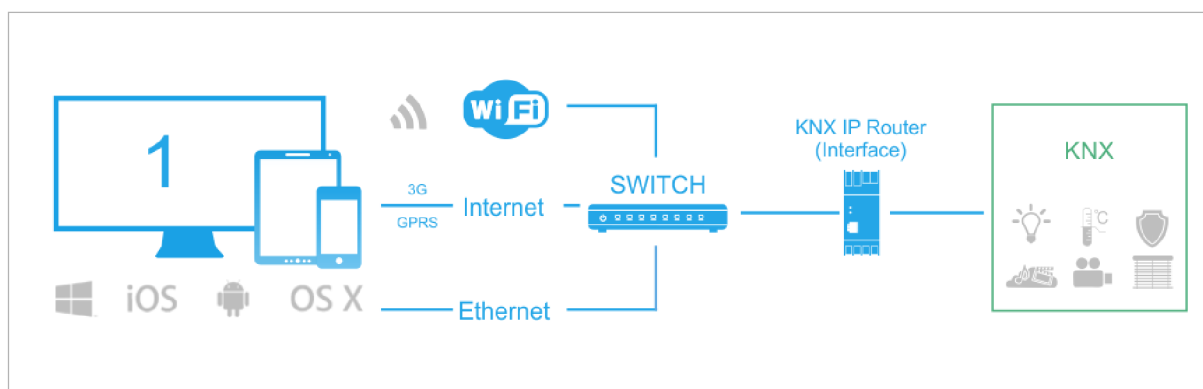 1
WiFi
3G
GPRS
Internet
Ethernet
iOS
OS X
SWITCH
KNX IP Router
(Interface)
KNX
°C